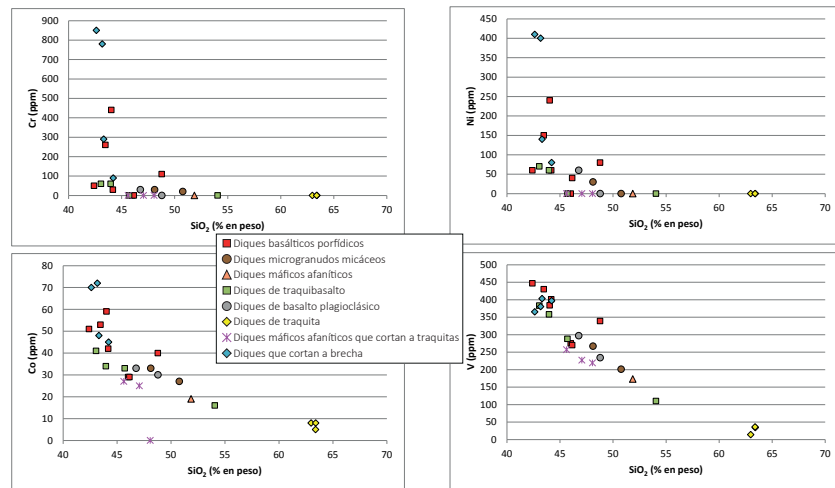 Cr (ppm)
900
800
700
600
500
400
300
200
100
0
40 45 50 55 60 65 70
SiO2 (% en peso)
Ni (ppm)
450
400
350
300
250
200
150
100
50
0
40 45 50 55 60 65 70
SiO2 (% en peso)
Diques basálticos porfídicos
Diques microgranudos micáceos
Diques máficos afaníticos
Diques de traquibasalto
Diques de basalto plagioclásico
Diques de traquita
Diques máficos afaníticos que cortan a traquitas
Diques que cortan a brecha
Co (ppm)
80
70
60
50
40
30
20
10
0
40 45 50 55 60 65 70
SiO2 (% en peso)
V (ppm)
500
450
400
350
300
250
200
150
100
50
0
40 45 50 55 60 65 70
SiO2 (% en peso)